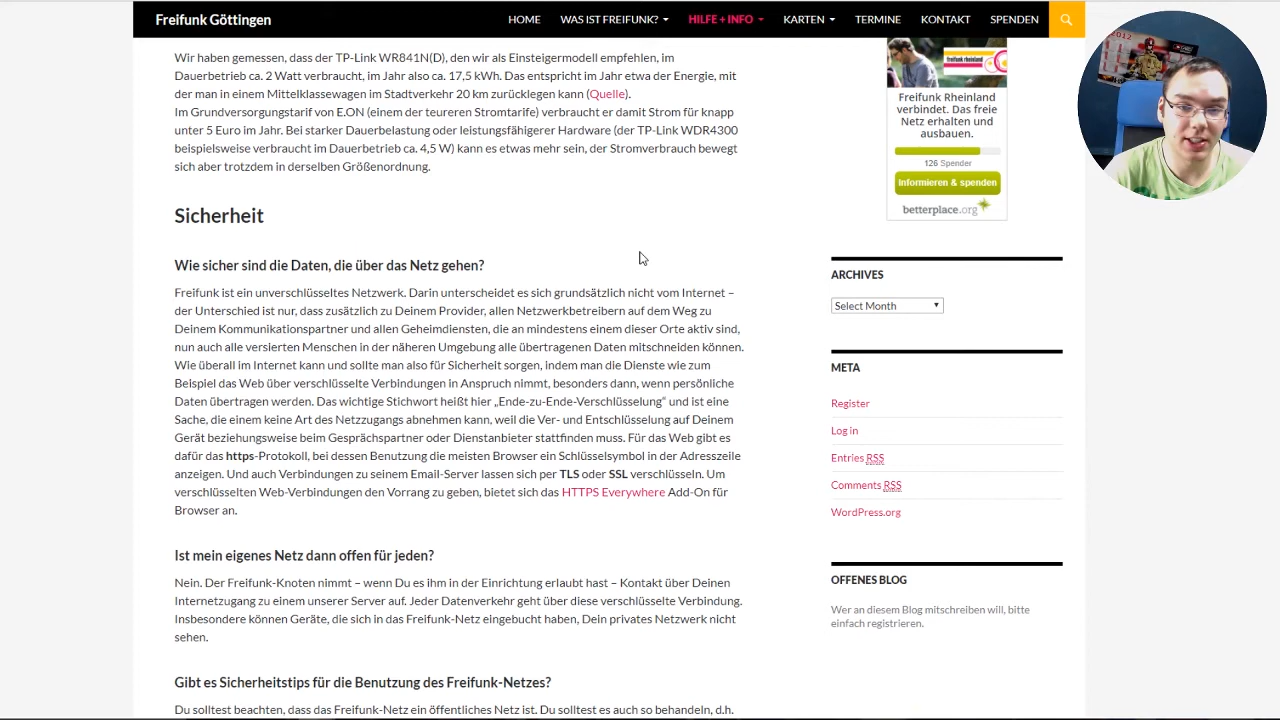 Freifunk Göttingen
HOME
WAS IST FREIFUNK?
HILFE + INFO
KARTEN
TERMINE
KONTAKT
SPENDEN
Wir haben gemessen, dass der TP-Link WR841N(D), den wir als Einsteigermodell empfehlen, im
Dauerbetrieb ca. 2 Watt verbraucht, im Jahr also ca. 17,5 kWh. Das entspricht im Jahr etwa der Energie, mit
der man in einem Mittelklassewagen im Stadtverkehr 20 km zurücklegen kann (Quelle).
Im Grundversorgungstarif von E.ON (einem der teureren Stromtarife) verbraucht er damit Strom für knapp
unter 5 Euro im Jahr. Bei starker Dauerbelastung oder leistungsfähigerer Hardware (der TP-Link WDR4300
beispielsweise verbraucht im Dauerbetrieb ca. 4,5 W) kann es etwas mehr sein, der Stromverbrauch bewegt
sich aber trotzdem in derselben Größenordnung.
Sicherheit
Wie sicher sind die Daten, die über das Netz gehen?
Freifunk ist ein unverschlüsseltes Netzwerk. Darin unterscheidet es sich grundsätzlich nicht vom Internet –
der Unterschied ist nur, dass zusätzlich zu Deinem Provider, allen Netzwerkbetreibern auf dem Weg zu
Deinem Kommunikationspartner und allen Geheimdiensten, die an mindestens einem dieser Orte aktiv sind,
nun auch alle versierten Menschen in der näheren Umgebung alle übertragenen Daten mitschneiden können.
Wie überall im Internet kann und sollte man also für Sicherheit sorgen, indem man die Dienste wie zum
Beispiel das Web über verschlüsselte Verbindungen in Anspruch nimmt, besonders dann, wenn persönliche
Daten übertragen werden. Das wichtige Stichwort heißt hier „Ende-zu-Ende-Verschlüsselung“ und ist eine
Sache, die einem keine Art des Netzzugangs abnehmen kann, weil die Ver- und Entschlüsselung auf Deinem
Gerät beziehungsweise beim Gesprächspartner oder Dienstanbieter stattfinden muss. Für das Web gibt es
dafür das https-Protokoll, bei dessen Benutzung die meisten Browser ein Schlüsselsymbol in der Adresszeile
anzeigen. Und auch Verbindungen zu seinem Email-Server lassen sich per TLS oder SSL verschlüsseln. Um
verschlüsselten Web-Verbindungen den Vorrang zu geben, bietet sich das HTTPS Everywhere Add-On für
Browser an.
Ist mein eigenes Netz dann offen für jeden?
Nein. Der Freifunk-Knoten nimmt – wenn Du es ihm in der Einrichtung erlaubt hast – Kontakt über Deinen
Internetzugang zu einem unserer Server auf. Jeder Datenverkehr geht über diese verschlüsselte Verbindung.
Insbesondere können Geräte, die sich in das Freifunk-Netz eingebucht haben, Dein privates Netzwerk nicht
sehen.
Gibt es Sicherheitstips für die Benutzung des Freifunk-Netzes?
Du solltest beachten, dass das Freifunk-Netz ein öffentliches Netz ist. Du solltest es auch so behandeln, d.h.
freifunk rheinland
Freifunk Rheinland
verbindet. Das freie
Netz erhalten und
ausbauen.
126 Spender
Informieren & spenden
betterplace.org
ARCHIVES
Select Month
META
Register
Log in
Entries RSS
Comments RSS
WordPress.org
OFFENES BLOG
Wer an diesem Blog mitschreiben will, bitte
einfach registrieren.
2012